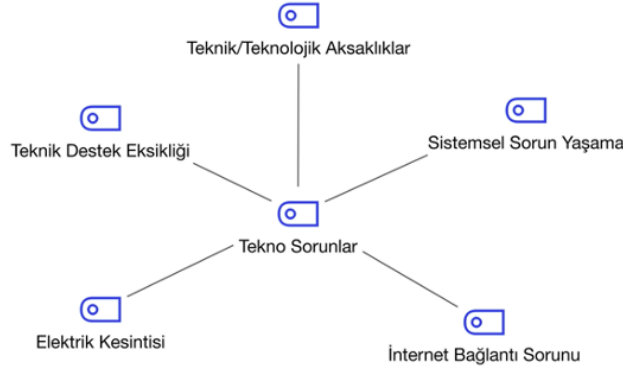 Teknik/Teknolojik Aksaklıklar
Teknik Destek Eksikliği
Sistemsel Sorun Yaşama
Tekno Sorunlar
Elektrik Kesintisi
İnternet Bağlantı Sorunu